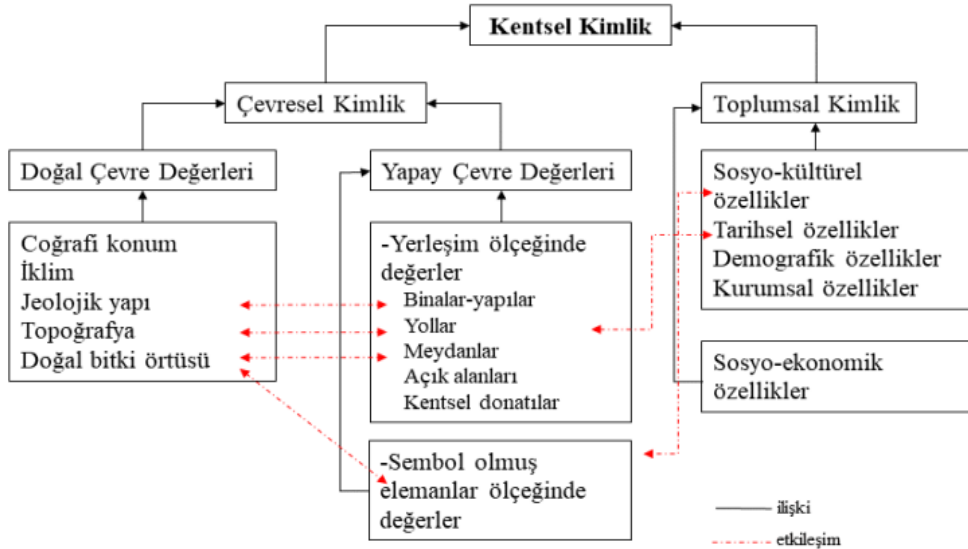 Kentsel Kimlik
Çevresel Kimlik
Toplumsal Kimlik
Doğal Çevre Değerleri
Yapay Çevre Değerleri
Coğrafi konum
İklim
Jeolojik yapı
Topoğrafya
Doğal bitki örtüsü
-Yerleşim ölçeğinde
değerler
Binalar-yapılar
Yollar
Meydanlar
Açık alanları
Kentsel donatılar
-Sembol olmuş
elemanlar ölçeğinde
değerler
Sosyo-kültürel
özellikler
Tarihsel özellikler
Demografik özellikler
Kurumsal özellikler
Sosyo-ekonomik
özellikler
ilişki
etkileşim